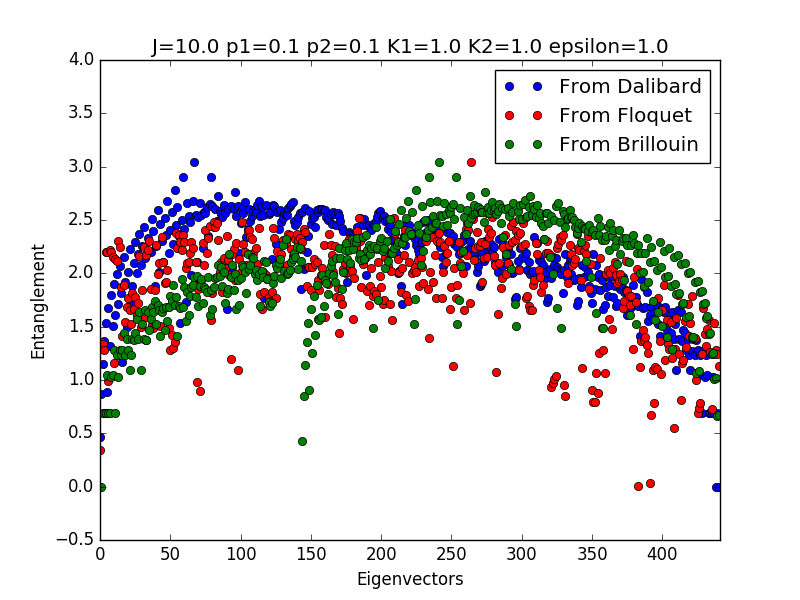 J=10.0 p1=0.1 p2=0.1 K1=1.0 K2=1.0 epsilon=1.0
4.0
3.5
3.0
2.5
2.0
1.5
1.0
0.5
0.0
−0.5
Entanglement
From Dalibard
From Floquet
From Brillouin
0 50 100 150 200 250 300 350 400
Eigenvectors